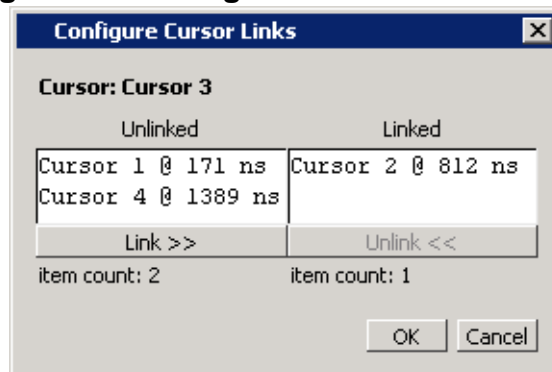 Configure Cursor Links
Cursor: Cursor 3
Unlinked Linked
Cursor 1 @ 171 ns Cursor 2 @ 812 ns
Cursor 4 @ 1389 ns
Link >> Unlink <<
item count: 2 item count: 1
OK Cancel